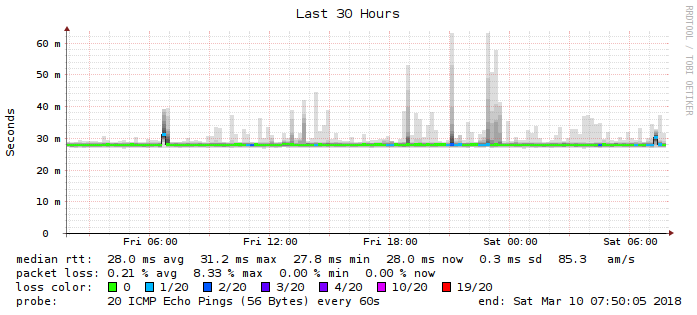 Last 30 Hours
RRDTOOL / TOBI OETIKER
Seconds
60 m
50 m
40 m
30 m
20 m
10 m
0
Fri 06:00 Fri 12:00 Fri 18:00 Sat 00:00 Sat 06:00
median rtt: 28.0 ms avg 31.2 ms max 27.8 ms min 28.0 ms now 0.3 ms sd 85.3 am/s
packet loss: 0.21 % avg 8.33 % max 0.00 % min 0.00 % now
loss color: 0 1/20 2/20 3/20 4/20 10/20 19/20
probe: 20 ICMP Echo Pings (56 Bytes) every 60s end: Sat Mar 10 07:50:05 2018